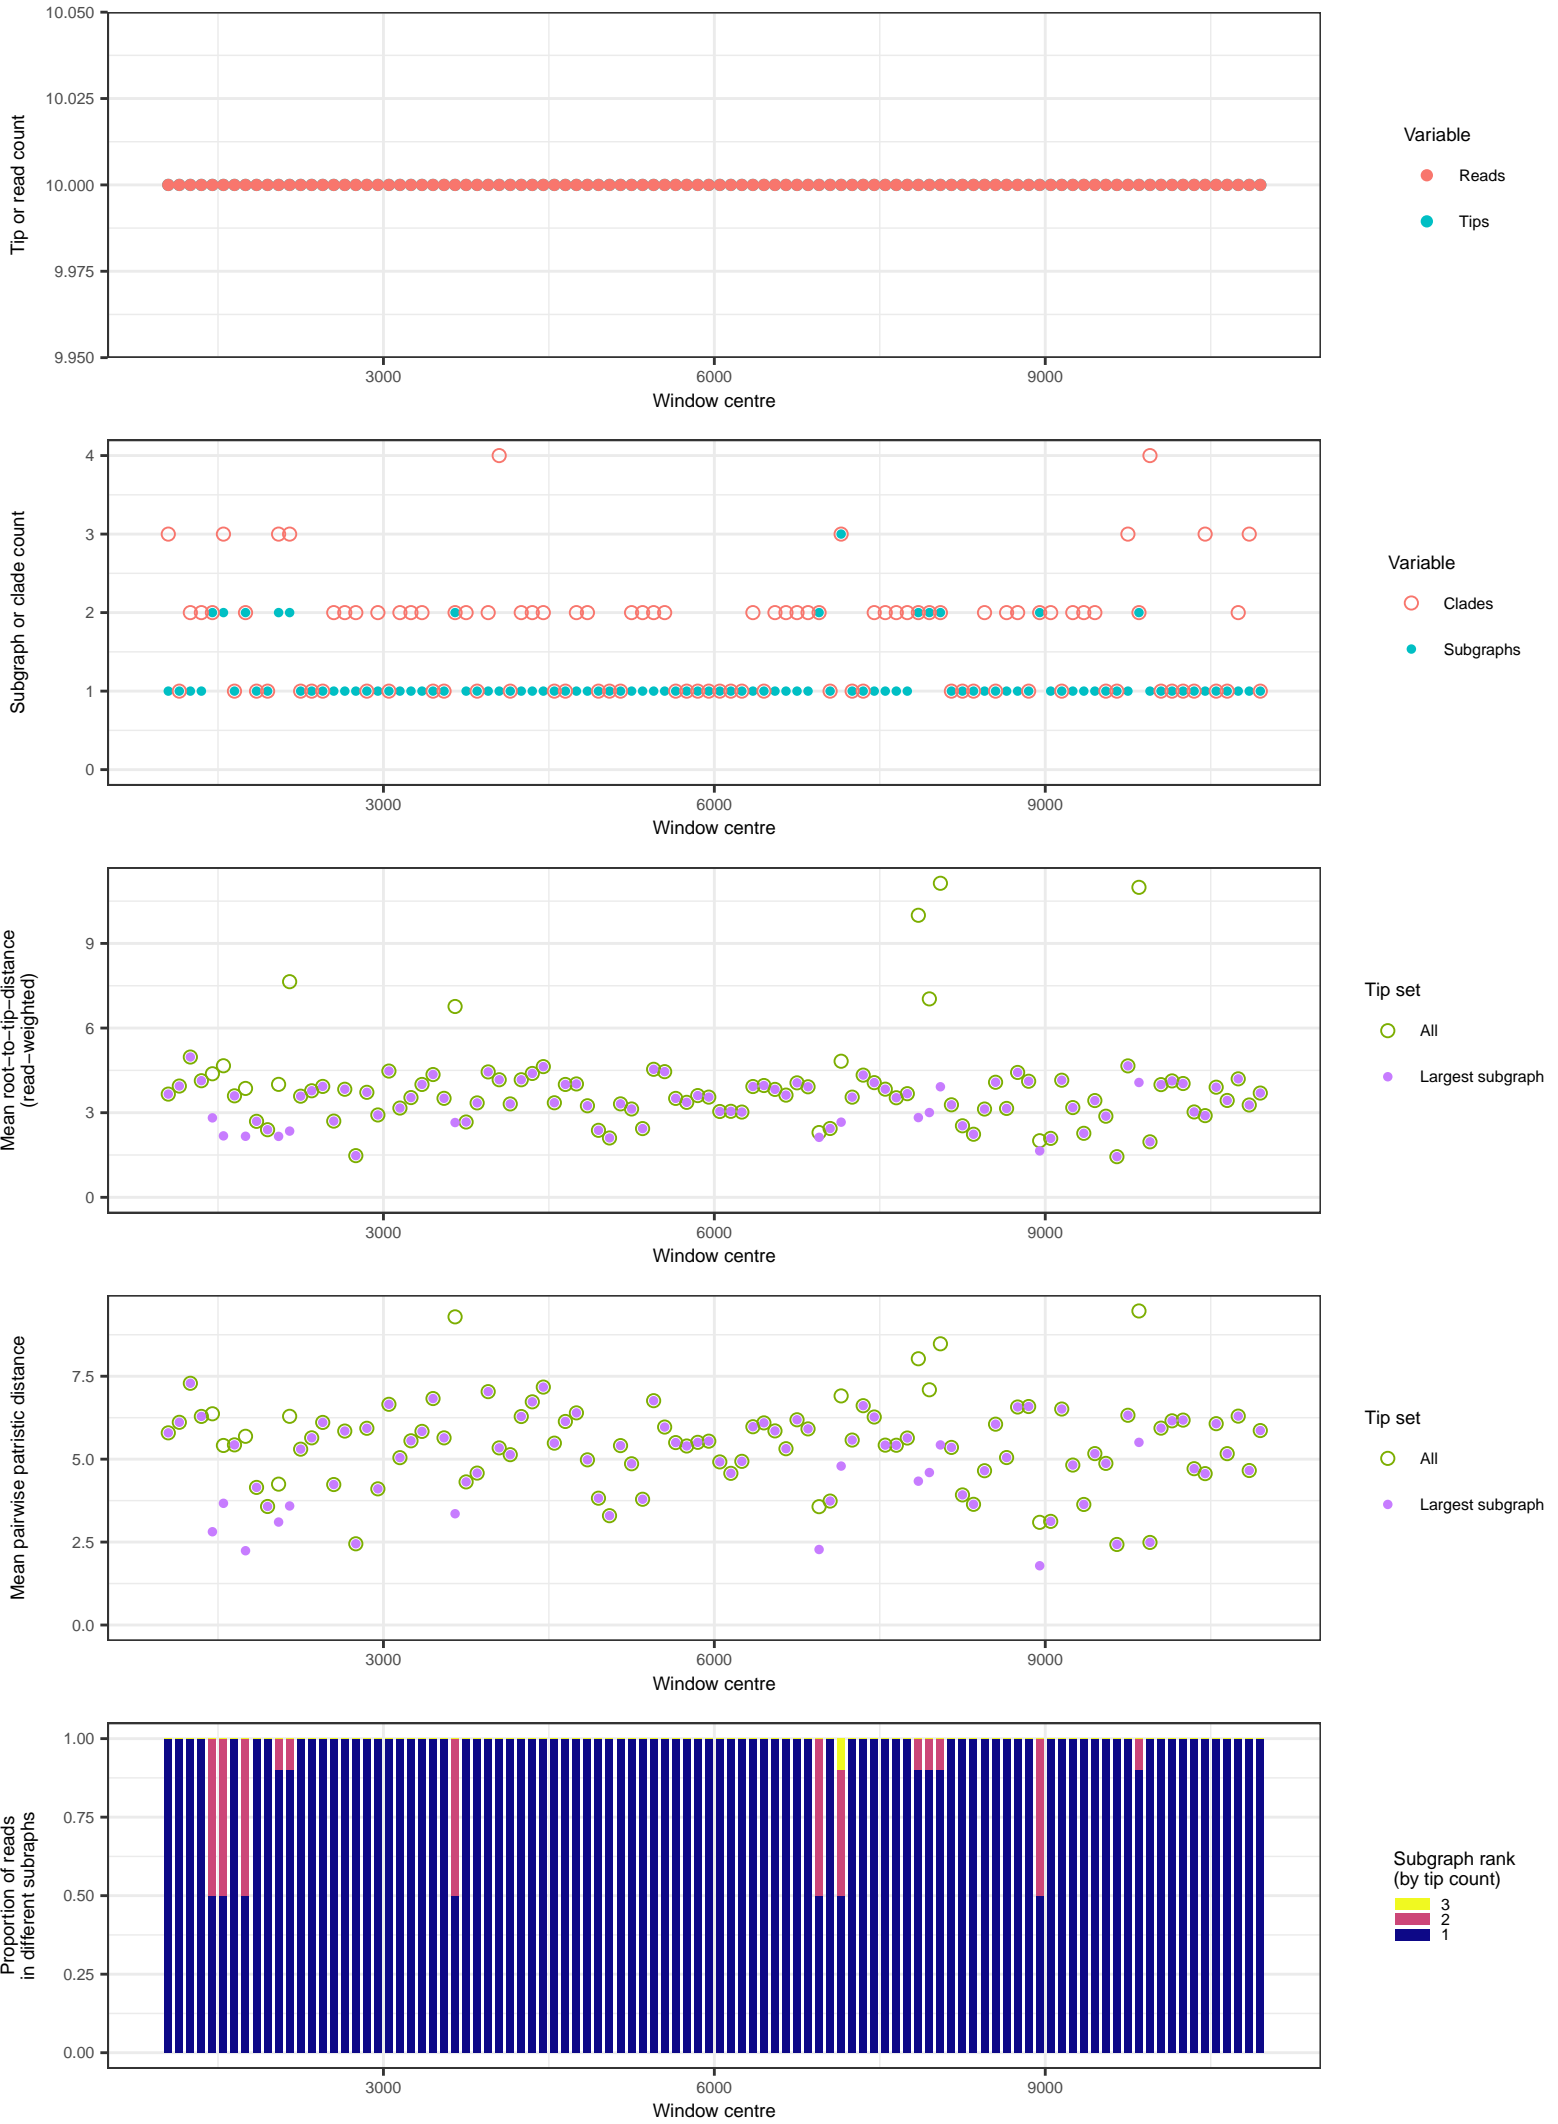 10.050
10.025
10.000
9.975
9.950
Tip or read count
3000
6000
9000
Window centre
Variable
Reads
Tips
4
3
2
1
0
Subgraph or clade count
3000
6000
9000
Window centre
Variable
Clades
Subgraphs
9
6
3
0
Mean root−to−tip−distance
(read−weighted)
3000
6000
9000
Window centre
Tip set
All
Largest subgraph
7.5
5.0
2.5
0.0
Mean pairwise patristic distance
3000
6000
9000
Window centre
Tip set
All
Largest subgraph
1.00
0.75
0.50
0.25
0.00
Proportion of reads
in different subraphs
3000
6000
9000
Window centre
Subgraph rank
(by tip count)
3
2
1